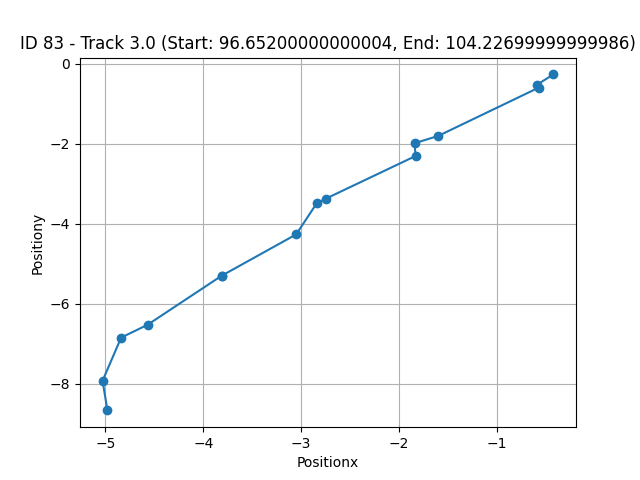 ID 83 - Track 3.0 (Start: 96.65200000000004, End: 104.22699999999986)
0
−2
−4
−6
−8
Positiony
−5 −4 −3 −2 −1
Positionx